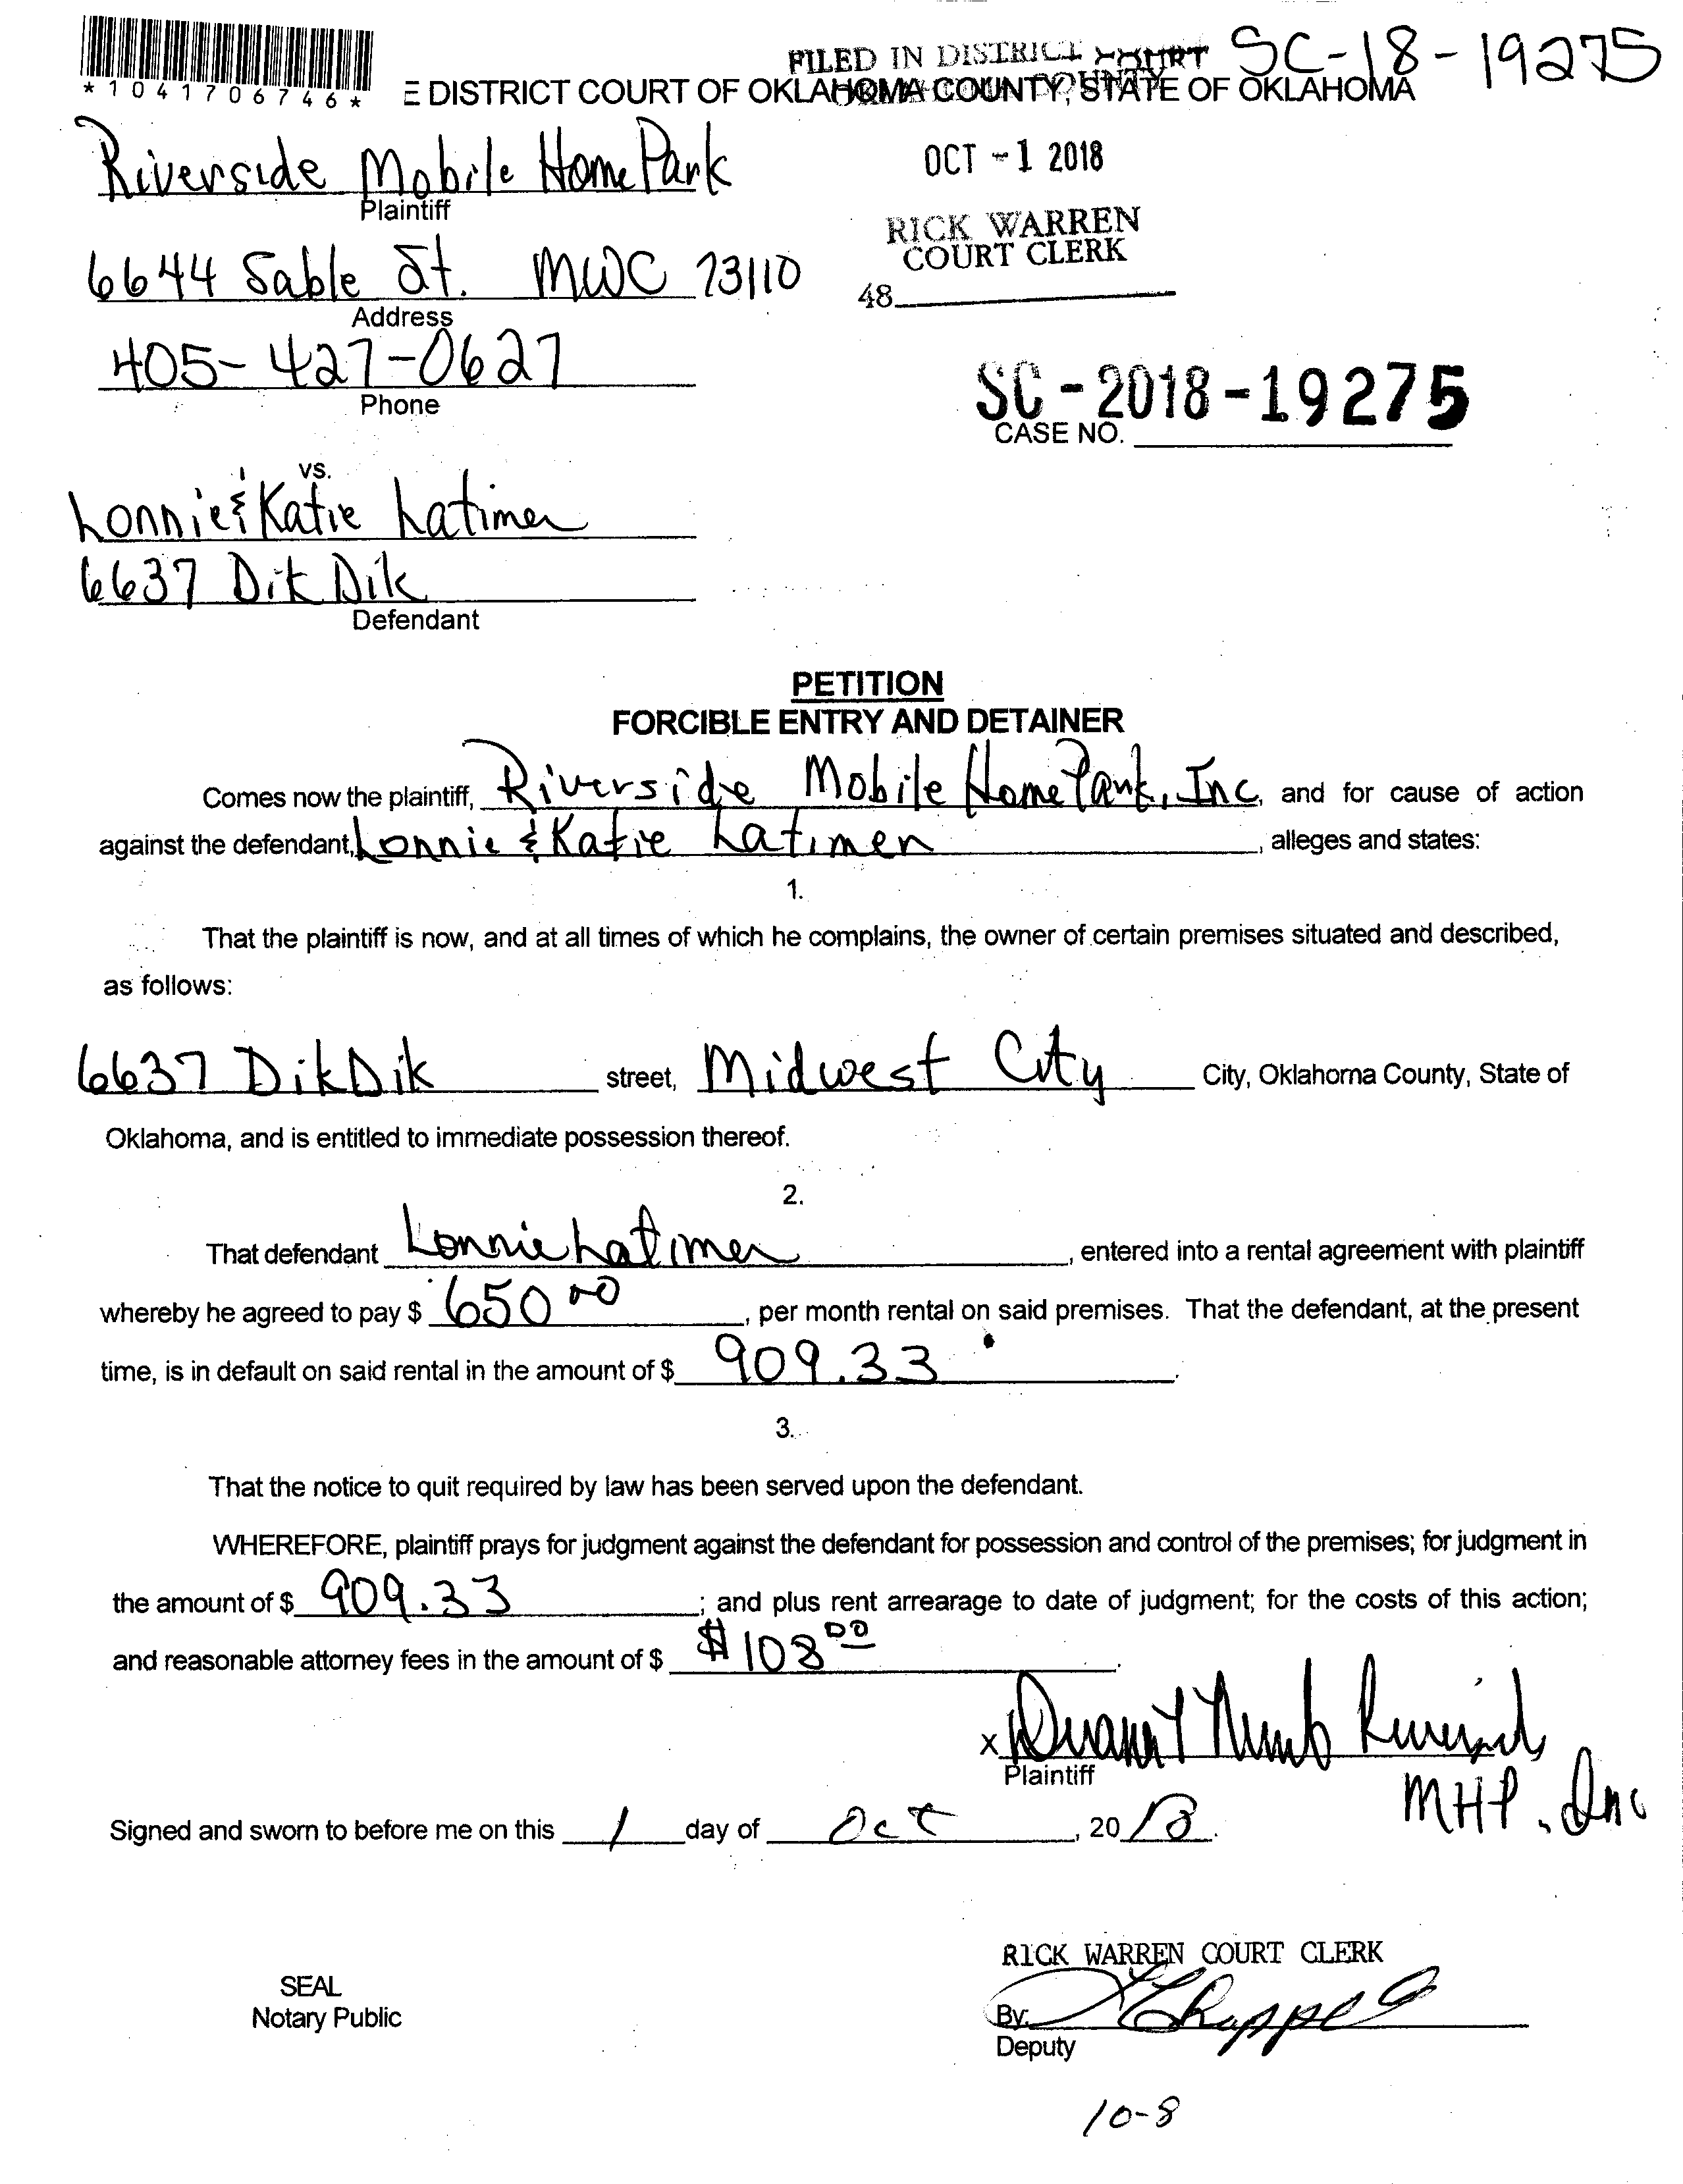 FILED IN DISTRICT COURT SC-18-19275
*1041706746*
E DISTRICT COURT OF OKLAHOMA COUNTY, STATE OF OKLAHOMA
Riverside Mobile Home Park
Plaintiff
OCT -1 2018
RICK WARREN
COURT CLERK
48
6644 Sable St. MWC 73110
Address
405-427-0627
Phone
SC-2018-19275
CASE NO.
vs.
Lonnie & Katie Latimer
6637 Dik Dik
Defendant
PETITION
FORCIBLE ENTRY AND DETAINER
Comes now the plaintiff, Riverside Mobile Home Park, Inc, and for cause of action
against the defendant, Lonnie & Katie Latimer, alleges and states:
1.
That the plaintiff is now, and at all times of which he complains, the owner of certain premises situated and described,
as follows:
6637 DikDik street, Midwest City City, Oklahoma County, State of
Oklahoma, and is entitled to immediate possession thereof.
2.
That defendant Lonnie Latimer, entered into a rental agreement with plaintiff
whereby he agreed to pay $ 650 00, per month rental on said premises. That the defendant, at the present
time, is in default on said rental in the amount of $ 909.33.
3.
That the notice to quit required by law has been served upon the defendant.
WHEREFORE, plaintiff prays for judgment against the defendant for possession and control of the premises; for judgment in
the amount of $ 909.33; and plus rent arrearage to date of judgment; for the costs of this action;
and reasonable attorney fees in the amount of $ $108 00.
X
Plaintiff
MHP, Inc
Signed and sworn to before me on this 1 day of Oct, 2018.
RICK WARREN COURT CLERK
SEAL
Notary Public
By:
Deputy
10-8